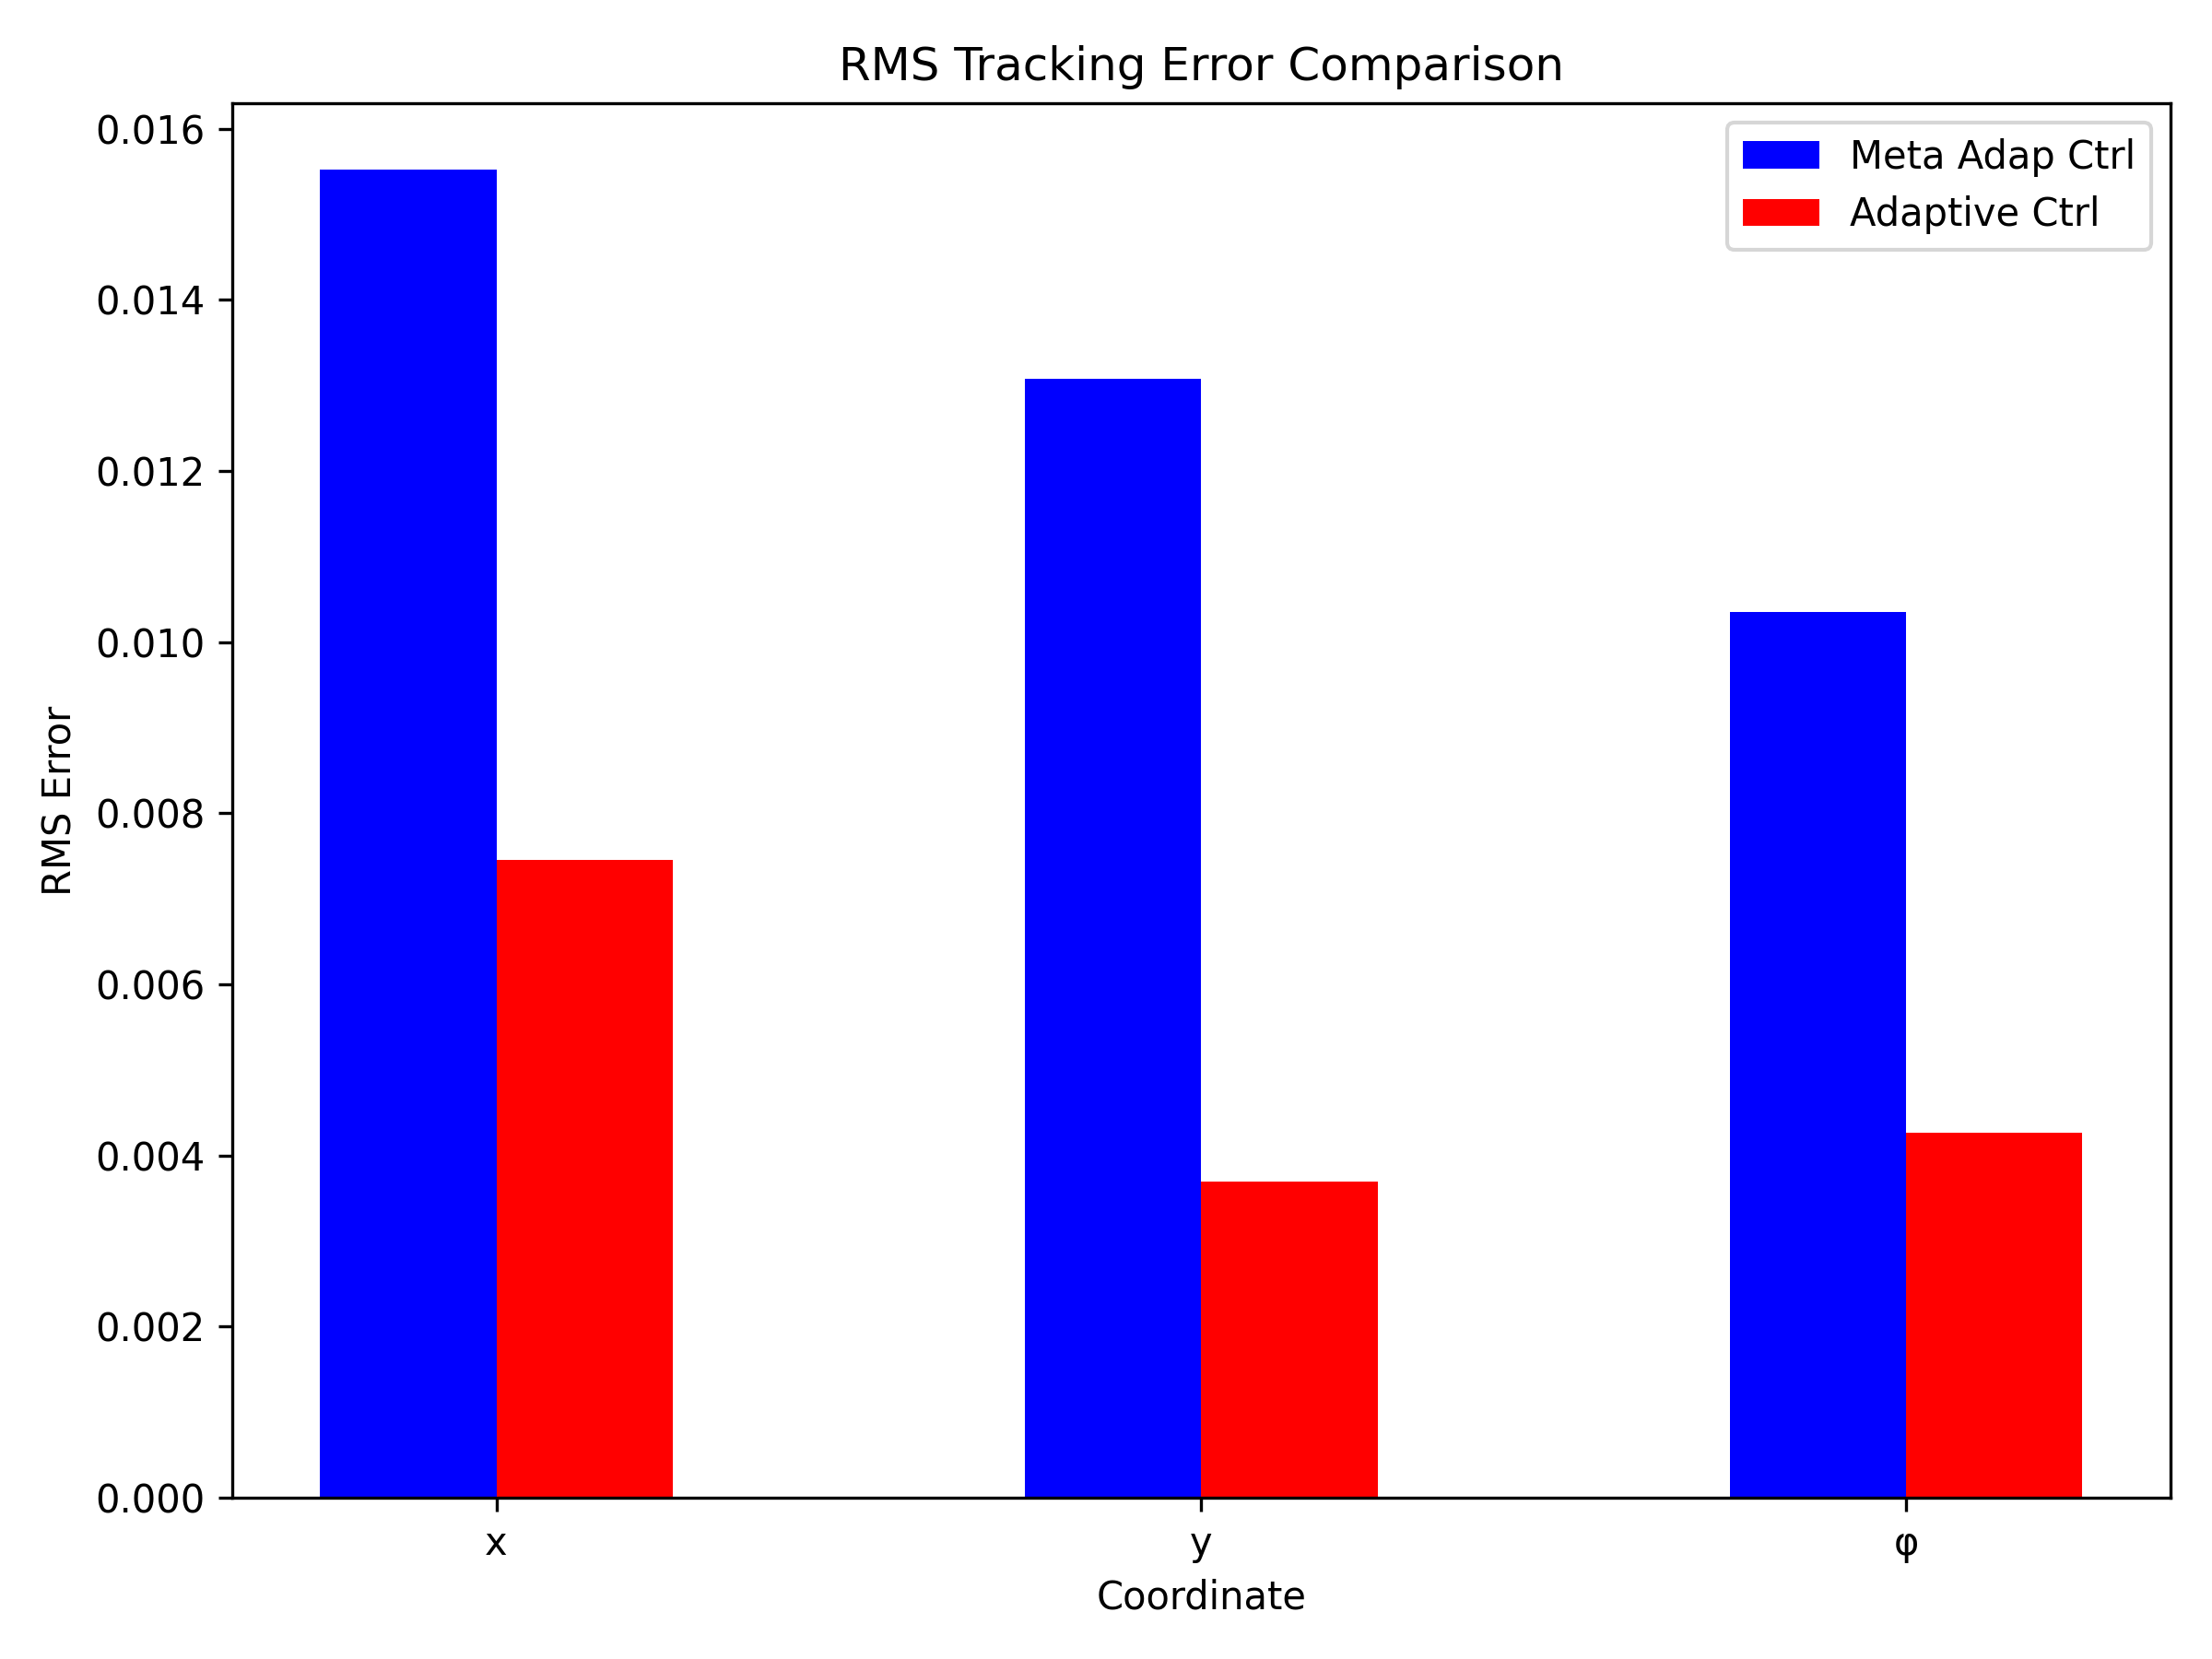 RMS Tracking Error Comparison
Meta Adap Ctrl
Adaptive Ctrl
RMS Error
0.016
0.014
0.012
0.010
0.008
0.006
0.004
0.002
0.000
x y φ
Coordinate